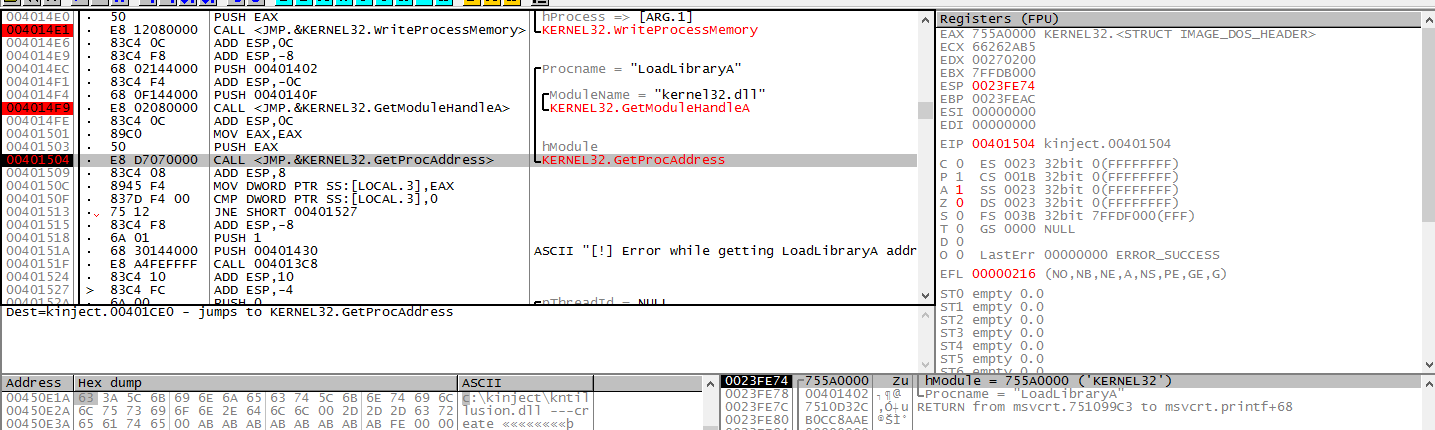 004014E0 · 50 PUSH EAX hProcess => [ARG.1]
004014E1 · E8 12080000 CALL <JMP.&KERNEL32.WriteProcessMemory> KERNEL32.WriteProcessMemory
004014E6 · 83C4 0C ADD ESP,0C
004014E9 · 83C4 F8 ADD ESP,-8
004014EC · 68 02144000 PUSH 00401402 Procname = "LoadLibraryA"
004014F1 · 83C4 F4 ADD ESP,-0C
004014F4 · 68 0F144000 PUSH 0040140F ModuleName = "kernel32.dll"
004014F9 · E8 02080000 CALL <JMP.&KERNEL32.GetModuleHandleA> KERNEL32.GetModuleHandleA
004014FE · 83C4 0C ADD ESP,0C
00401501 · 89C0 MOV EAX,EAX
00401503 · 50 PUSH EAX hModule
00401504 · E8 D7070000 CALL <JMP.&KERNEL32.GetProcAddress> KERNEL32.GetProcAddress
00401509 · 83C4 08 ADD ESP,8
0040150C · 8945 F4 MOV DWORD PTR SS:[LOCAL.3],EAX
0040150F · 837D F4 00 CMP DWORD PTR SS:[LOCAL.3],0
00401513 · 75 12 JNE SHORT 00401527
00401515 · 83C4 F8 ADD ESP,-8
00401518 · 6A 01 PUSH 1
0040151A · 68 30144000 PUSH 00401430 ASCII "[!] Error while getting LoadLibraryA addr
0040151F · E8 A4FEFFFF CALL 004013C8
00401524 · 83C4 10 ADD ESP,10
00401527 > 83C4 FC ADD ESP,-4
0040152A · 6A 00 PUSH 0 pThreadId = NULL
Dest=kinject.00401CE0 - jumps to KERNEL32.GetProcAddress
Registers (FPU)
EAX 755A0000 KERNEL32.<STRUCT IMAGE_DOS_HEADER>
ECX 66262AB5
EDX 00270200
EBX 7FFDB000
ESP 0023FE74
EBP 0023FEAC
ESI 00000000
EDI 00000000
EIP 00401504 kinject.00401504
C 0 ES 0023 32bit 0(FFFFFFFF)
P 1 CS 001B 32bit 0(FFFFFFFF)
A 1 SS 0023 32bit 0(FFFFFFFF)
Z 0 DS 0023 32bit 0(FFFFFFFF)
S 0 FS 003B 32bit 7FFDF000(FFF)
T 0 GS 0000 NULL
D 0
O 0 LastErr 00000000 ERROR_SUCCESS
EFL 00000216 (NO,NB,NE,A,NS,PE,GE,G)
ST0 empty 0.0
ST1 empty 0.0
ST2 empty 0.0
ST3 empty 0.0
ST4 empty 0.0
ST5 empty 0.0
ST6 empty 0.0
Address Hex dump ASCII
00450E1A 63 3A 5C 6B 69 6E 6A 65 63 74 5C 6B 6E 74 69 6C c:\kinject\kntil
00450E2A 6C 75 73 69 6F 6E 2E 64 6C 6C 00 2D 2D 2D 63 72 lusion.dll ---cr
00450E3A 65 61 74 65 00 AB AB AB AB AB AB AB AB FE 00 00 eate ««««««««þ
0023FE74 755A0000 Zu hModule = 755A0000 ('KERNEL32')
0023FE78 00401402 Procname = "LoadLibraryA"
0023FE7C 7510D32C RETURN from msvcrt.751099C3 to msvcrt.printf+68
0023FE80 B0CC8AAE